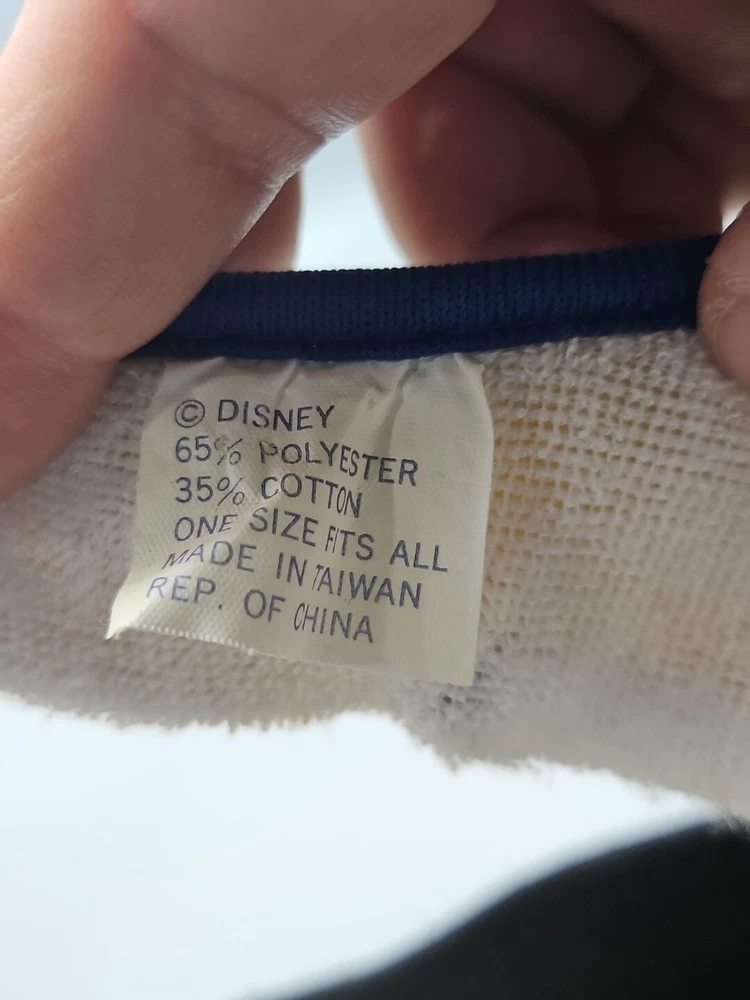 © DISNEY
65% POLYESTER
35% COTTON
ONE SIZE FITS ALL
MADE IN TAIWAN
REP. OF CHINA